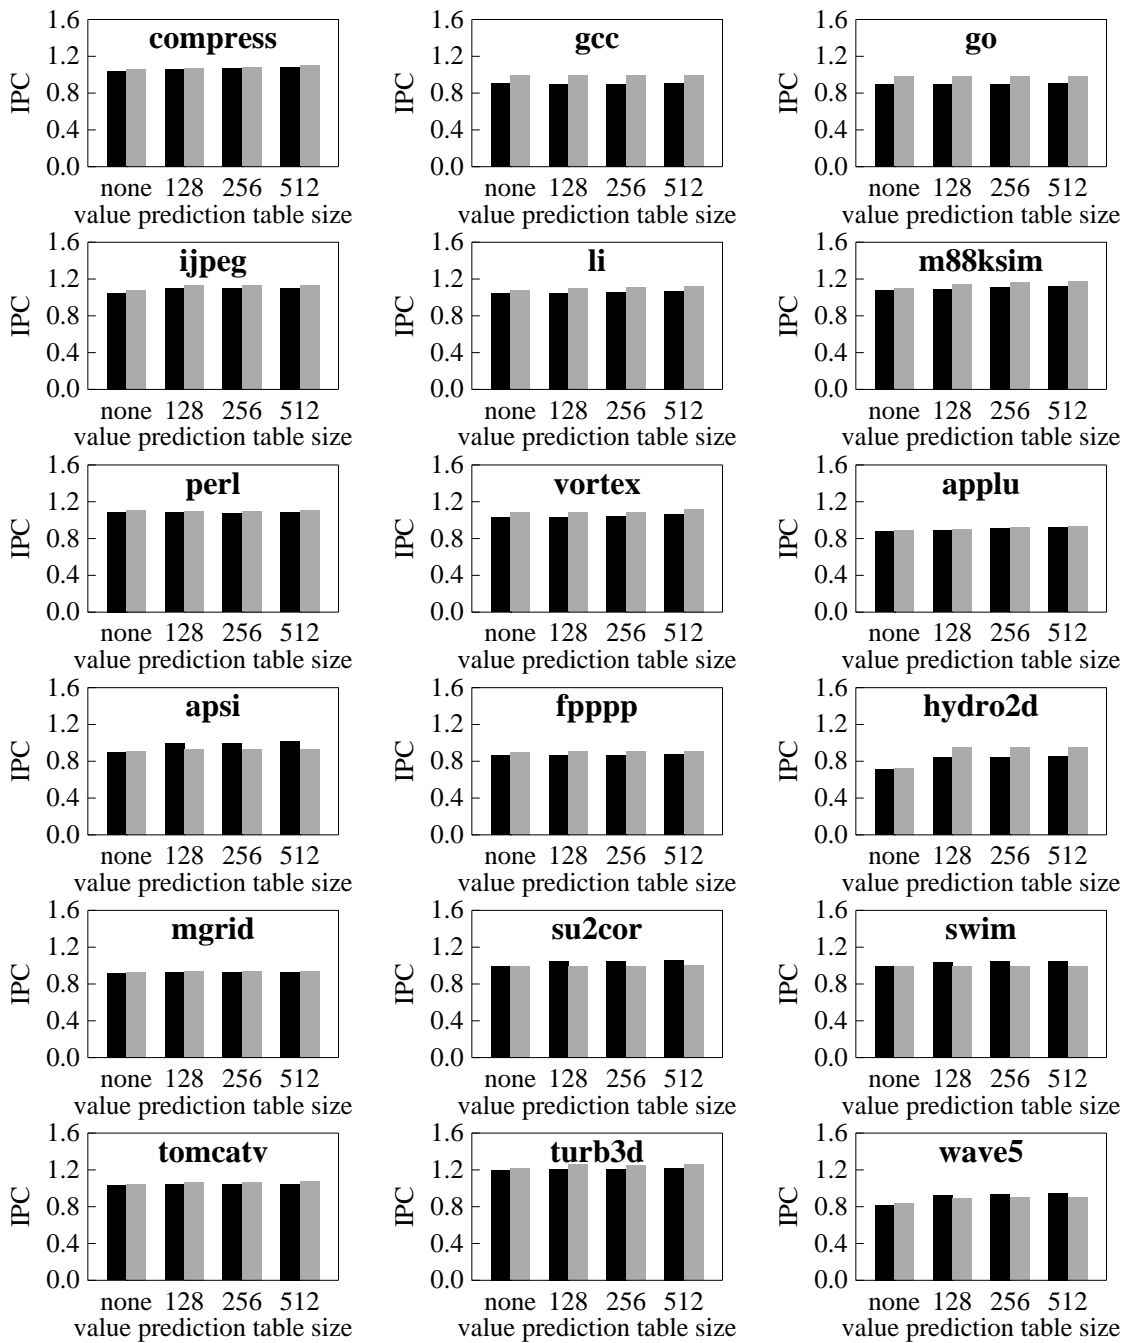 compress
IPC
1.6
1.2
0.8
0.4
0.0
none 128 256 512
value prediction table size
gcc
IPC
1.6
1.2
0.8
0.4
0.0
none 128 256 512
value prediction table size
go
IPC
1.6
1.2
0.8
0.4
0.0
none 128 256 512
value prediction table size
ijpeg
IPC
1.6
1.2
0.8
0.4
0.0
none 128 256 512
value prediction table size
li
IPC
1.6
1.2
0.8
0.4
0.0
none 128 256 512
value prediction table size
m88ksim
IPC
1.6
1.2
0.8
0.4
0.0
none 128 256 512
value prediction table size
perl
IPC
1.6
1.2
0.8
0.4
0.0
none 128 256 512
value prediction table size
vortex
IPC
1.6
1.2
0.8
0.4
0.0
none 128 256 512
value prediction table size
applu
IPC
1.6
1.2
0.8
0.4
0.0
none 128 256 512
value prediction table size
apsi
IPC
1.6
1.2
0.8
0.4
0.0
none 128 256 512
value prediction table size
fpppp
IPC
1.6
1.2
0.8
0.4
0.0
none 128 256 512
value prediction table size
hydro2d
IPC
1.6
1.2
0.8
0.4
0.0
none 128 256 512
value prediction table size
mgrid
IPC
1.6
1.2
0.8
0.4
0.0
none 128 256 512
value prediction table size
su2cor
IPC
1.6
1.2
0.8
0.4
0.0
none 128 256 512
value prediction table size
swim
IPC
1.6
1.2
0.8
0.4
0.0
none 128 256 512
value prediction table size
tomcatv
IPC
1.6
1.2
0.8
0.4
0.0
none 128 256 512
value prediction table size
turb3d
IPC
1.6
1.2
0.8
0.4
0.0
none 128 256 512
value prediction table size
wave5
IPC
1.6
1.2
0.8
0.4
0.0
none 128 256 512
value prediction table size